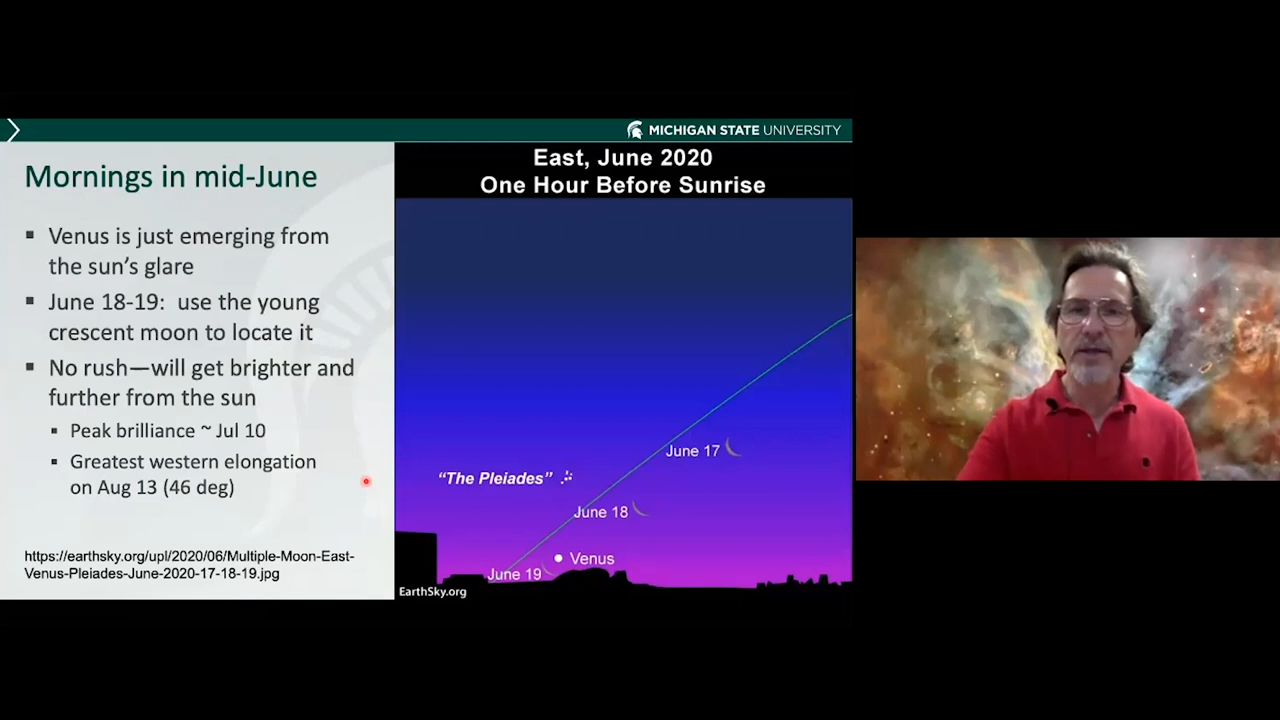 MICHIGAN STATE UNIVERSITY
Mornings in mid-June
Venus is just emerging from
the sun's glare
June 18-19: use the young
crescent moon to locate it
No rush—will get brighter and
further from the sun
Peak brilliance ~ Jul 10
Greatest western elongation
on Aug 13 (46 deg)
https://earthsky.org/upl/2020/06/Multiple-Moon-East-
Venus-Pleiades-June-2020-17-18-19.jpg
East, June 2020
One Hour Before Sunrise
June 17
“The Pleiades”
June 18
Venus
June 19
EarthSky.org